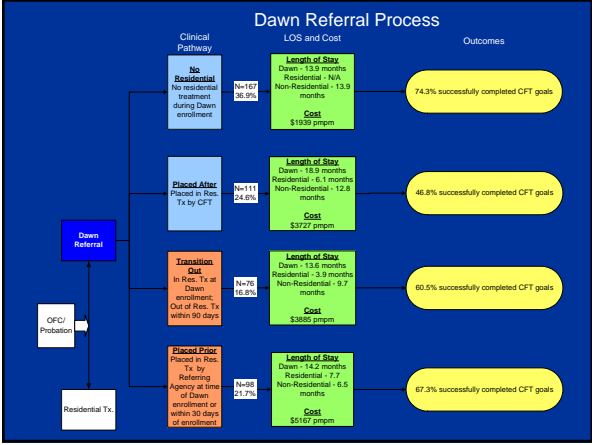 Dawn Referral Process
Clinical
Pathway
LOS and Cost
Outcomes
No
Residential
No residential
treatment
during Dawn
enrollment
N=167
36.9%
Length of Stay
Dawn - 13.9 months
Residential - N/A
Non-Residential - 13.9
months
Cost
$1939 pmpm
74.3% successfully completed CFT goals
Placed After
Placed in Res.
Tx by CFT
N=111
24.6%
Length of Stay
Dawn - 18.9 months
Residential - 6.1 months
Non-Residential - 12.8
months
Cost
$3727 pmpm
46.8% successfully completed CFT goals
Dawn
Referral
Transition
Out
In Res. Tx at
Dawn
enrollment;
Out of Res. Tx
within 90 days
N=76
16.8%
Length of Stay
Dawn - 13.6 months
Residential - 3.9 months
Non-Residential - 9.7
months
Cost
$3885 pmpm
60.5% successfully completed CFT goals
OFC/
Probation
Placed Prior
Placed in Res.
Tx by
Referring
Agency at time
of Dawn
enrollment or
within 30 days
of enrollment
N=98
21.7%
Length of Stay
Dawn - 14.2 months
Residential - 7.7
Non-Residential - 6.5
months
Cost
$5167 pmpm
67.3% successfully completed CFT goals
Residential Tx.